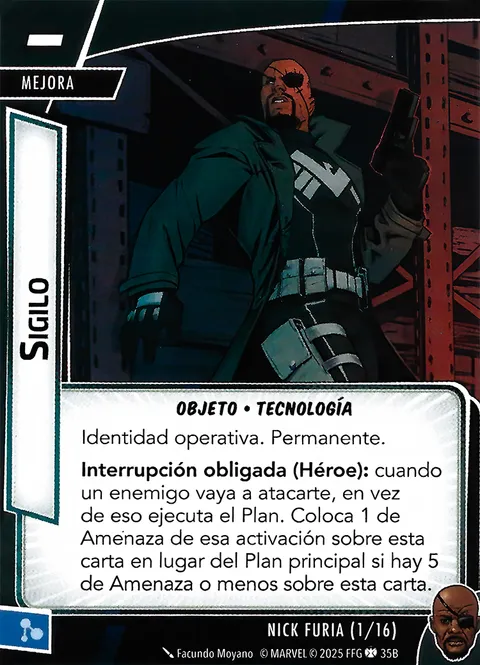 —
MEJORA
SIGILO
OBJETO • TECNOLOGÍA
Identidad operativa. Permanente.
Interrupción obligada (Héroe): cuando
un enemigo vaya a atacarte, en vez
de eso ejecuta el Plan. Coloca 1 de
Amenaza de esa activación sobre esta
carta en lugar del Plan principal si hay 5
de Amenaza o menos sobre esta carta.
NICK FURIA (1/16)
Facundo Moyano © MARVEL © 2025 FFG 35B